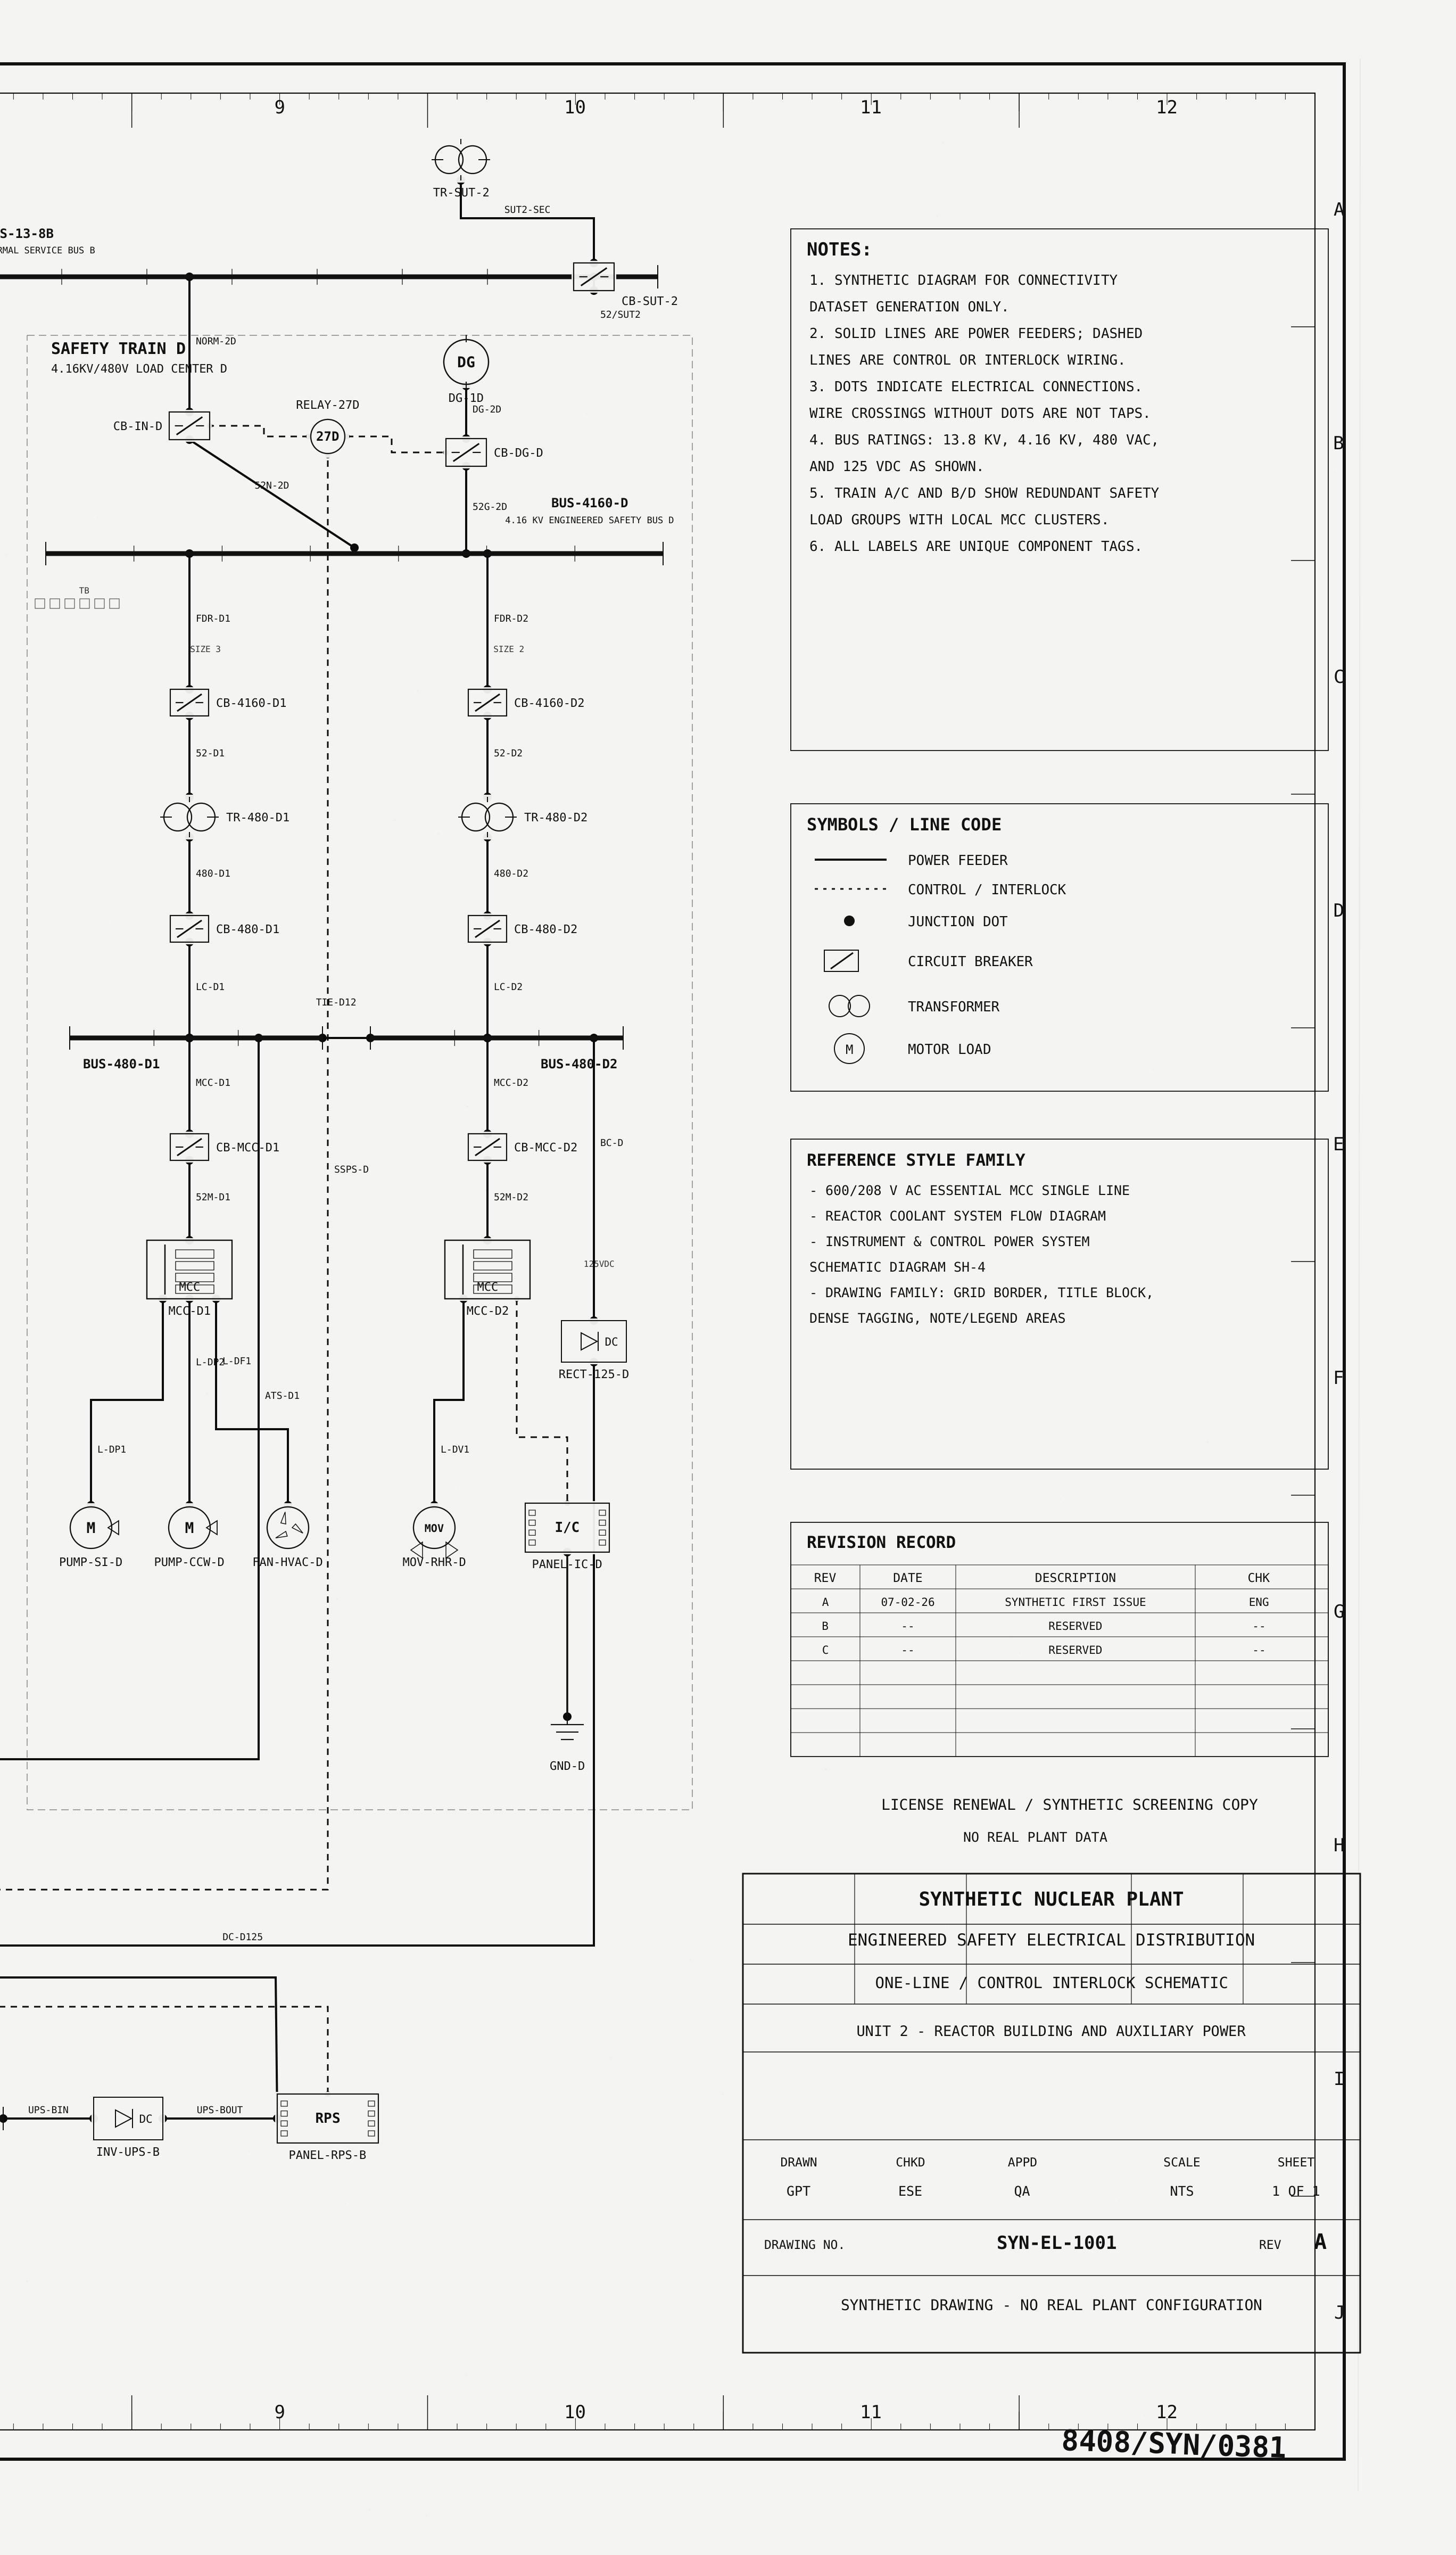 9 10 11 12
A
B
C
D
E
F
G
H
I
J
TR-SUT-2
SUT2-SEC
S-13-8B
RMAL SERVICE BUS B
CB-SUT-2
52/SUT2
SAFETY TRAIN D
4.16KV/480V LOAD CENTER D
NORM-2D
DG
DG-1D
DG-2D
RELAY-27D
27D
CB-IN-D
CB-DG-D
52N-2D
52G-2D
BUS-4160-D
4.16 KV ENGINEERED SAFETY BUS D
TB
FDR-D1
FDR-D2
SIZE 3
SIZE 2
CB-4160-D1
CB-4160-D2
52-D1
52-D2
TR-480-D1
TR-480-D2
480-D1
480-D2
CB-480-D1
CB-480-D2
LC-D1
LC-D2
TIE-D12
BUS-480-D1
BUS-480-D2
MCC-D1
MCC-D2
CB-MCC-D1
CB-MCC-D2
BC-D
SSPS-D
52M-D1
52M-D2
125VDC
MCC
MCC
MCC-D1
MCC-D2
DC
RECT-125-D
L-DP2
L-DF1
ATS-D1
L-DP1
L-DV1
M
M
MOV
I/C
PUMP-SI-D
PUMP-CCW-D
FAN-HVAC-D
MOV-RHR-D
PANEL-IC-D
GND-D
DC-D125
UPS-BIN
DC
UPS-BOUT
RPS
INV-UPS-B
PANEL-RPS-B
NOTES:
1. SYNTHETIC DIAGRAM FOR CONNECTIVITY
DATASET GENERATION ONLY.
2. SOLID LINES ARE POWER FEEDERS; DASHED
LINES ARE CONTROL OR INTERLOCK WIRING.
3. DOTS INDICATE ELECTRICAL CONNECTIONS.
WIRE CROSSINGS WITHOUT DOTS ARE NOT TAPS.
4. BUS RATINGS: 13.8 KV, 4.16 KV, 480 VAC,
AND 125 VDC AS SHOWN.
5. TRAIN A/C AND B/D SHOW REDUNDANT SAFETY
LOAD GROUPS WITH LOCAL MCC CLUSTERS.
6. ALL LABELS ARE UNIQUE COMPONENT TAGS.
SYMBOLS / LINE CODE
POWER FEEDER
CONTROL / INTERLOCK
JUNCTION DOT
CIRCUIT BREAKER
TRANSFORMER
M MOTOR LOAD
REFERENCE STYLE FAMILY
- 600/208 V AC ESSENTIAL MCC SINGLE LINE
- REACTOR COOLANT SYSTEM FLOW DIAGRAM
- INSTRUMENT & CONTROL POWER SYSTEM
SCHEMATIC DIAGRAM SH-4
- DRAWING FAMILY: GRID BORDER, TITLE BLOCK,
DENSE TAGGING, NOTE/LEGEND AREAS
REVISION RECORD
REV DATE DESCRIPTION CHK
A 07-02-26 SYNTHETIC FIRST ISSUE ENG
B -- RESERVED --
C -- RESERVED --
LICENSE RENEWAL / SYNTHETIC SCREENING COPY
NO REAL PLANT DATA
SYNTHETIC NUCLEAR PLANT
ENGINEERED SAFETY ELECTRICAL DISTRIBUTION
ONE-LINE / CONTROL INTERLOCK SCHEMATIC
UNIT 2 - REACTOR BUILDING AND AUXILIARY POWER
DRAWN CHKD APPD SCALE SHEET
GPT ESE QA NTS 1 OF 1
DRAWING NO. SYN-EL-1001 REV A
SYNTHETIC DRAWING - NO REAL PLANT CONFIGURATION
9 10 11 12
8408/SYN/0381